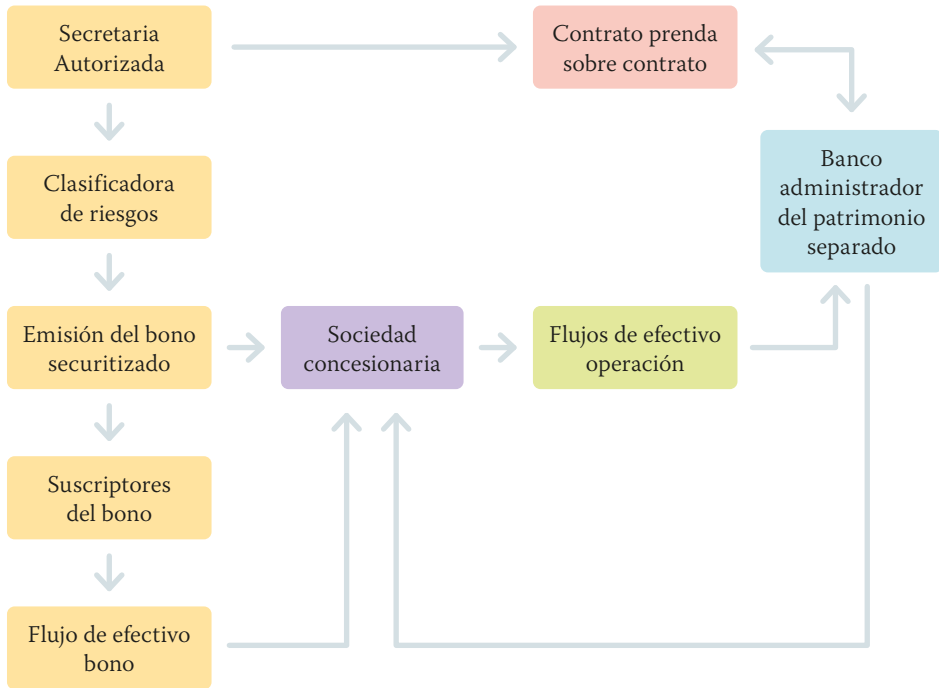 Secretaria
Autorizada
Contrato prenda
sobre contrato
Clasificadora
de riesgos
Banco
administrador
del patrimonio
separado
Emisión del bono
securitizado
Sociedad
concesionaria
Flujos de efectivo
operación
Suscriptores
del bono
Flujo de efectivo
bono